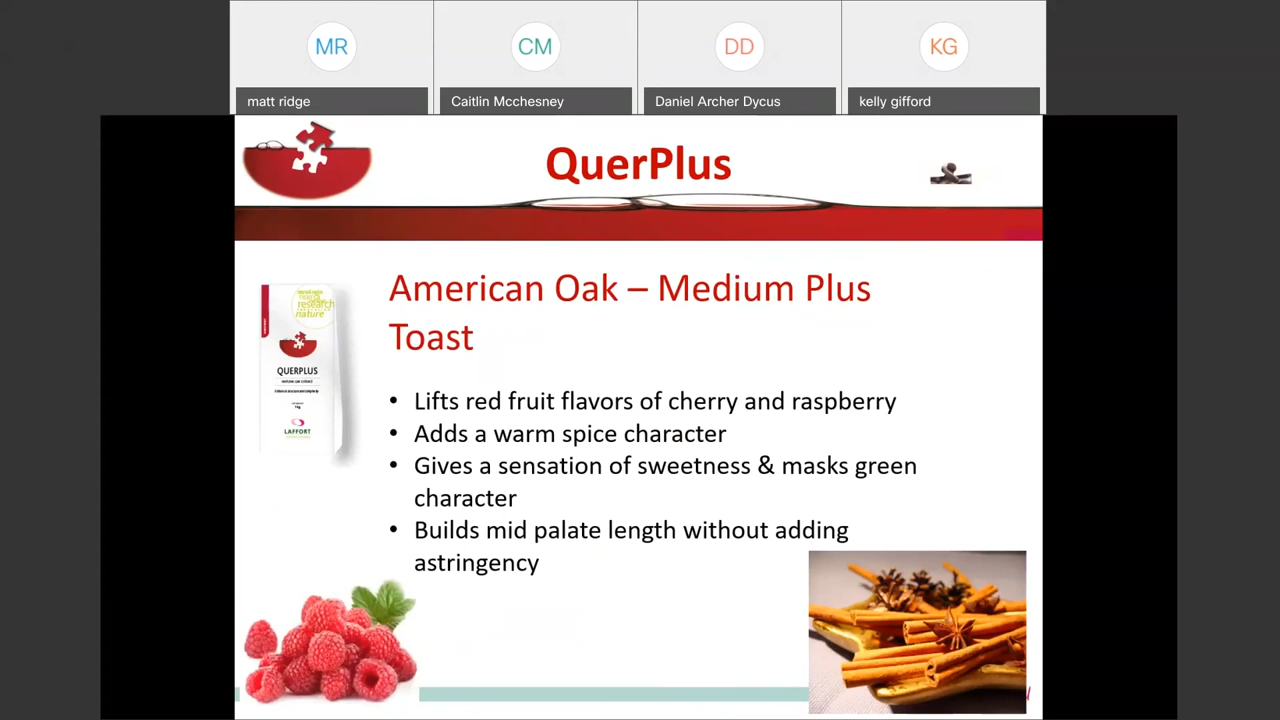 MR
CM
DD
KG
matt ridge
Caitlin Mcchesney
Daniel Archer Dycus
kelly gifford
QuerPlus
American Oak – Medium Plus
Toast
research
nature
QUERPLUS
LAFFORT
• Lifts red fruit flavors of cherry and raspberry
• Adds a warm spice character
• Gives a sensation of sweetness & masks green
character
• Builds mid palate length without adding
astringency